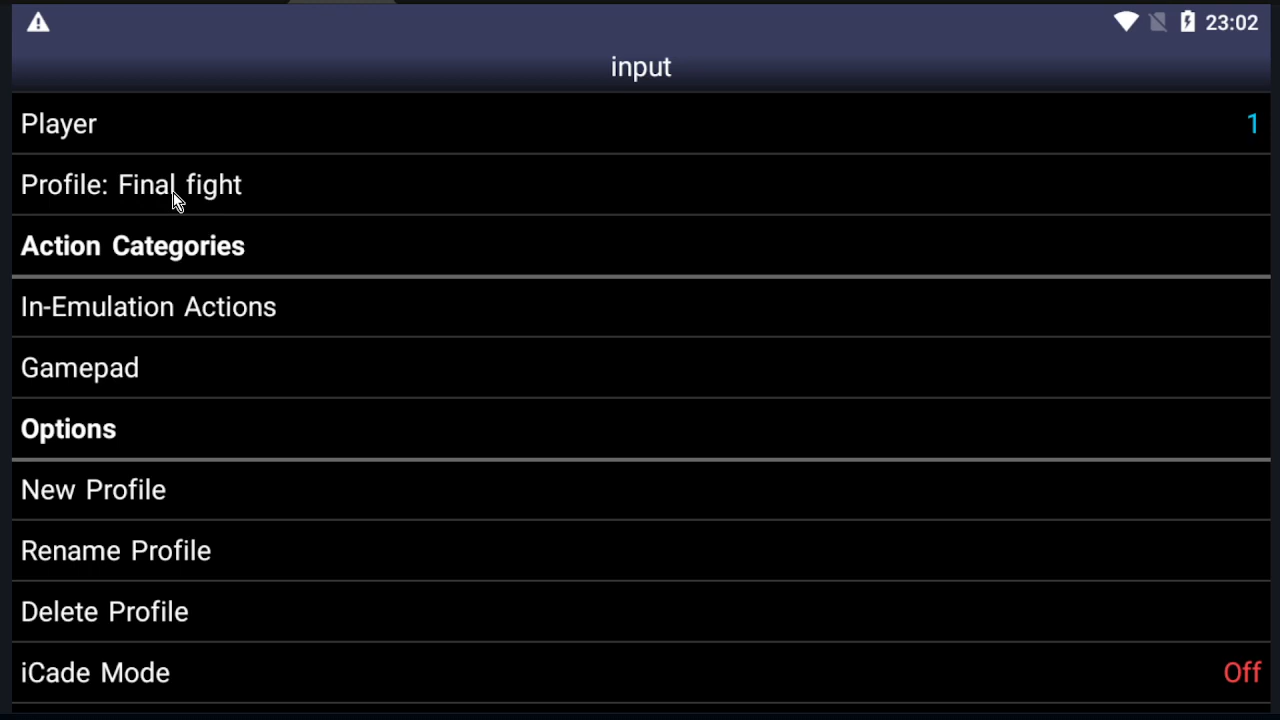 23:02
input
Player 1
Profile: Final fight
Action Categories
In-Emulation Actions
Gamepad
Options
New Profile
Rename Profile
Delete Profile
iCade Mode Off